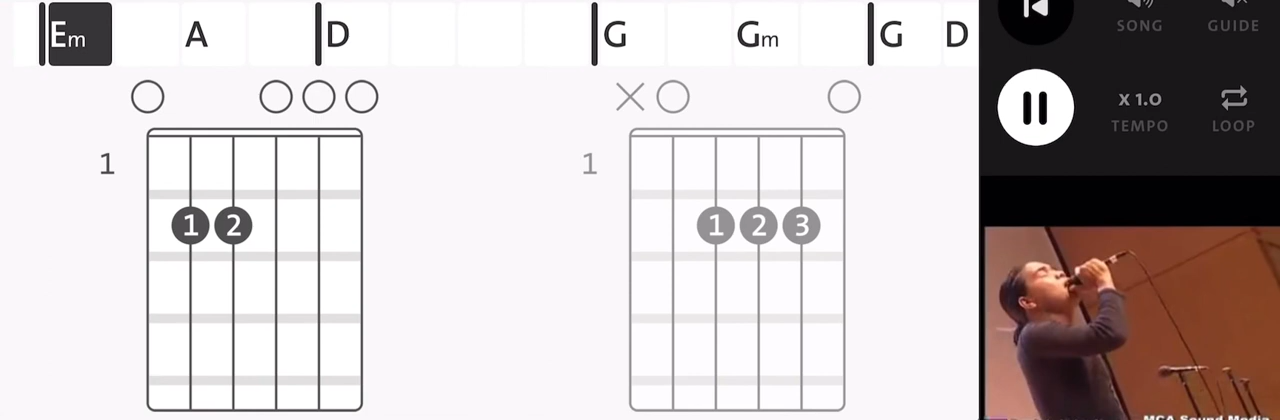 Em A D G Gm G D
SONG GUIDE
1 1
X 1.0
TEMPO LOOP
1 2 1 2 3
MCA Sound Media